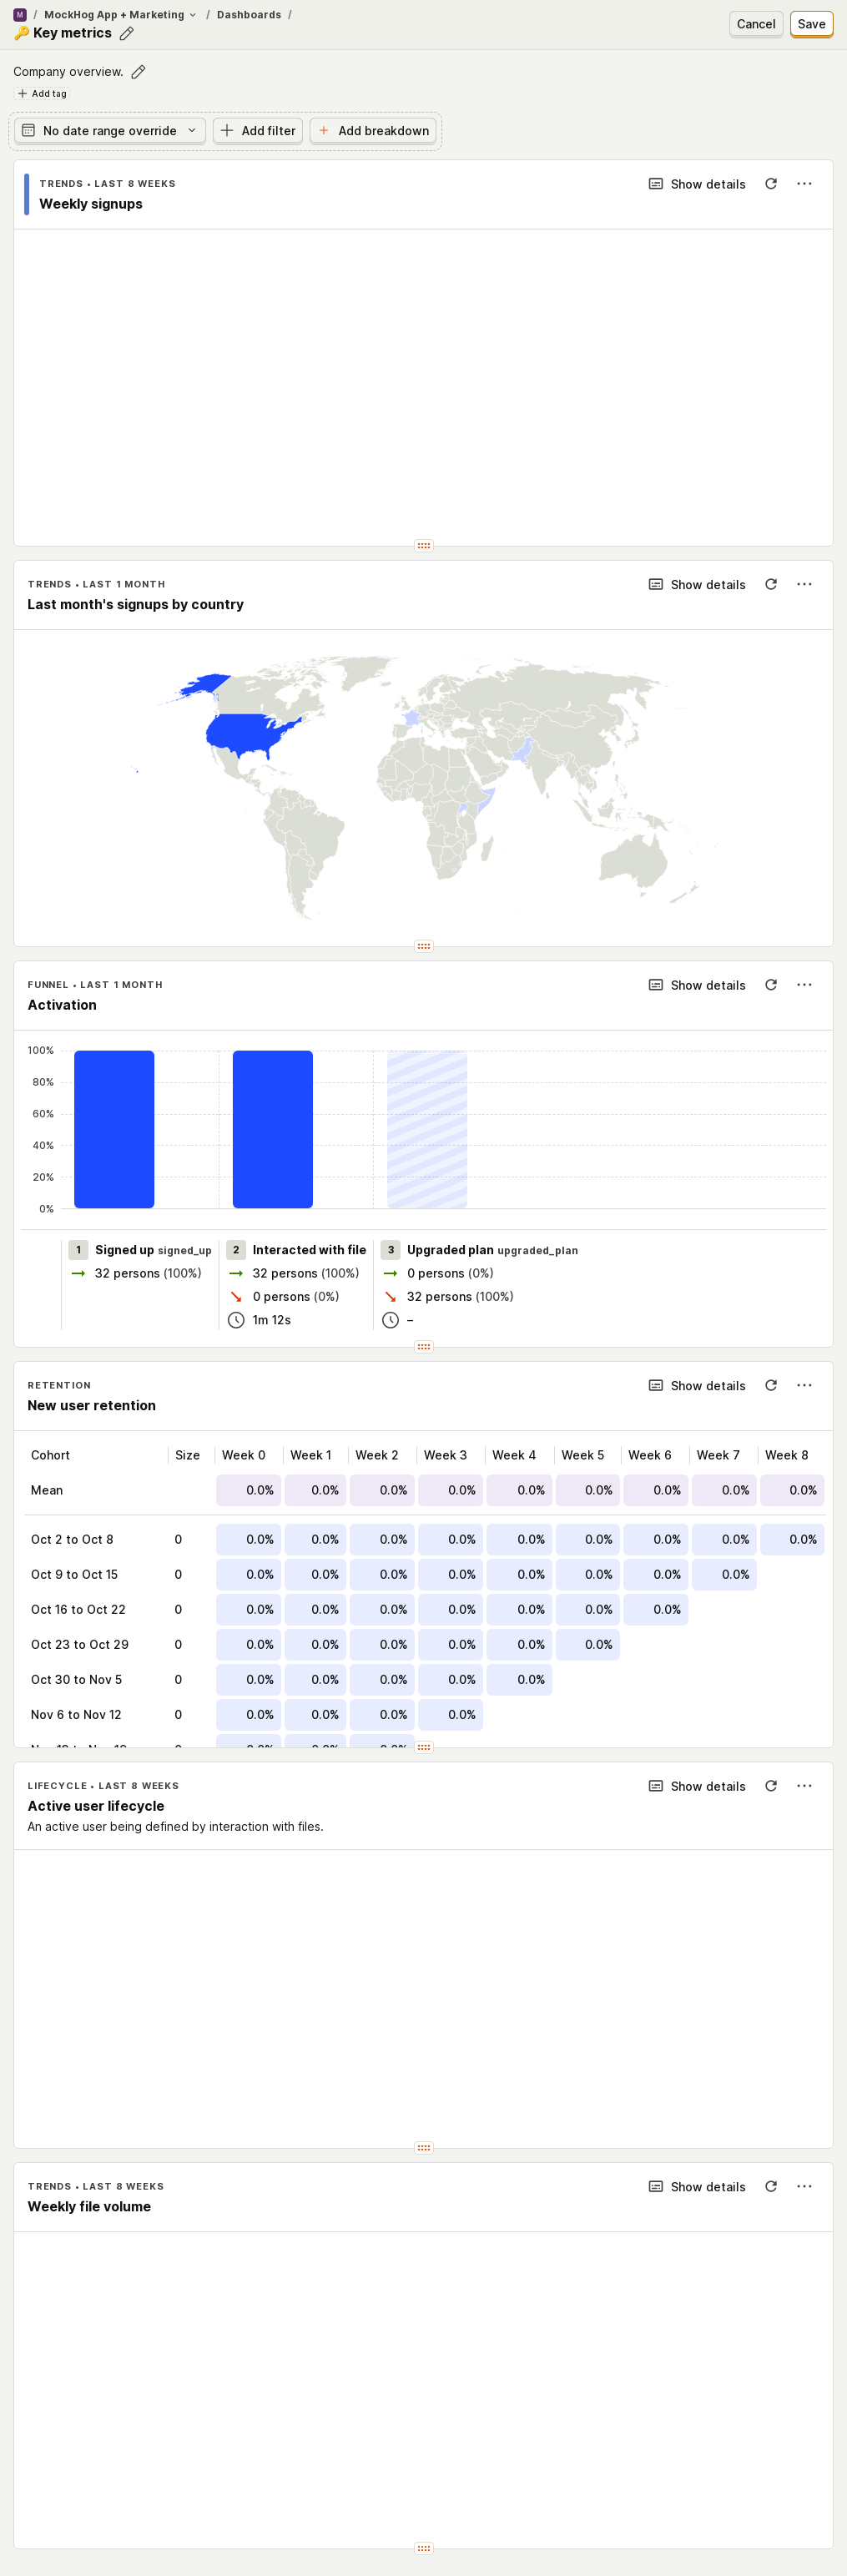 M / MockHog App + Marketing / Dashboards /
🔑 Key metrics
Cancel
Save
Company overview.
Add tag
No date range override
Add filter
Add breakdown
TRENDS • LAST 8 WEEKS
Show details
Weekly signups
TRENDS • LAST 1 MONTH
Show details
Last month's signups by country
FUNNEL • LAST 1 MONTH
Show details
Activation
100%
80%
60%
40%
20%
0%
1 Signed up signed_up
32 persons (100%)
2 Interacted with file
32 persons (100%)
0 persons (0%)
1m 12s
3 Upgraded plan upgraded_plan
0 persons (0%)
32 persons (100%)
–
RETENTION
Show details
New user retention
Cohort Size Week 0 Week 1 Week 2 Week 3 Week 4 Week 5 Week 6 Week 7 Week 8
Mean 0.0% 0.0% 0.0% 0.0% 0.0% 0.0% 0.0% 0.0% 0.0%
Oct 2 to Oct 8 0 0.0% 0.0% 0.0% 0.0% 0.0% 0.0% 0.0% 0.0% 0.0%
Oct 9 to Oct 15 0 0.0% 0.0% 0.0% 0.0% 0.0% 0.0% 0.0% 0.0%
Oct 16 to Oct 22 0 0.0% 0.0% 0.0% 0.0% 0.0% 0.0% 0.0%
Oct 23 to Oct 29 0 0.0% 0.0% 0.0% 0.0% 0.0% 0.0%
Oct 30 to Nov 5 0 0.0% 0.0% 0.0% 0.0% 0.0%
Nov 6 to Nov 12 0 0.0% 0.0% 0.0% 0.0%
LIFECYCLE • LAST 8 WEEKS
Show details
Active user lifecycle
An active user being defined by interaction with files.
TRENDS • LAST 8 WEEKS
Show details
Weekly file volume